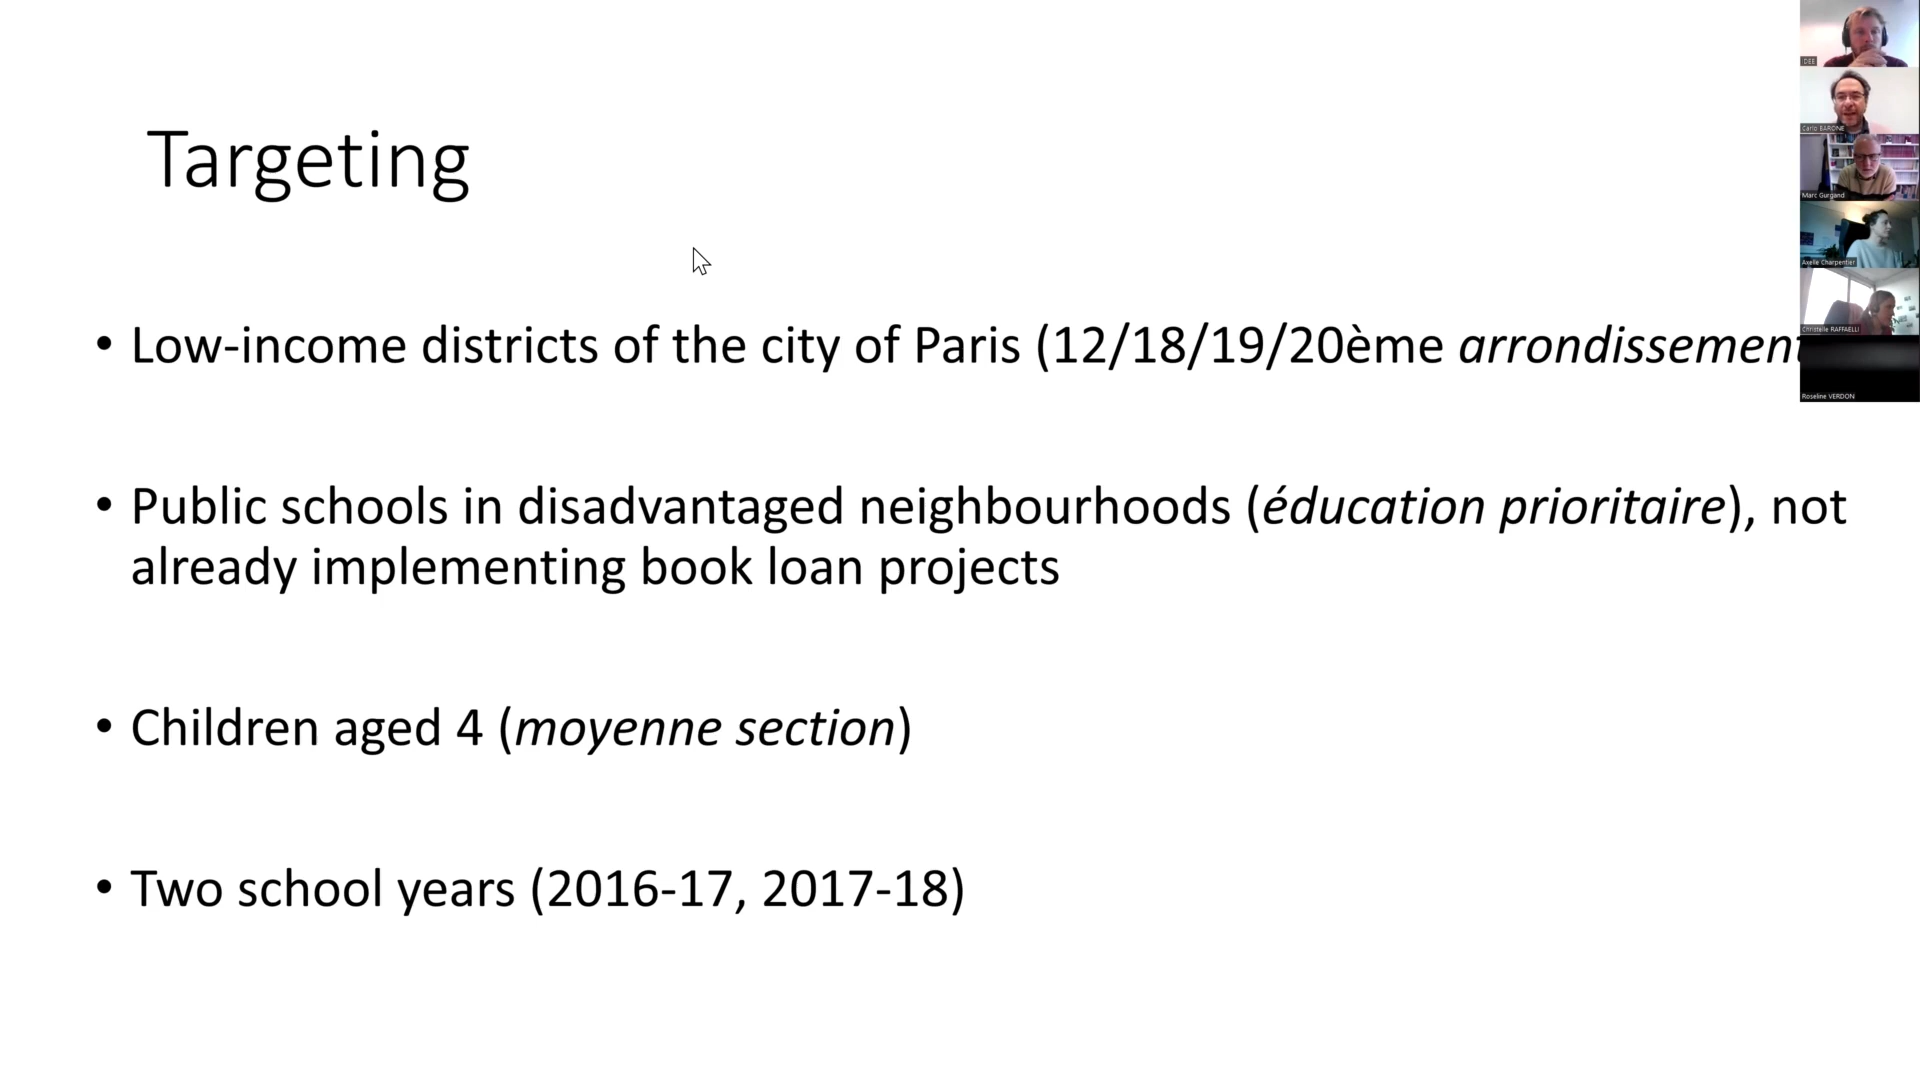 Targeting
• Low-income districts of the city of Paris (12/18/19/20ème arrondissement
• Public schools in disadvantaged neighbourhoods (éducation prioritaire), not
already implementing book loan projects
• Children aged 4 (moyenne section)
• Two school years (2016-17, 2017-18)
IDEE
Carlo BARONE
Marc Gurgand
Axelle Charpentier
Christelle RAFFAELLI
Roseline VERDON